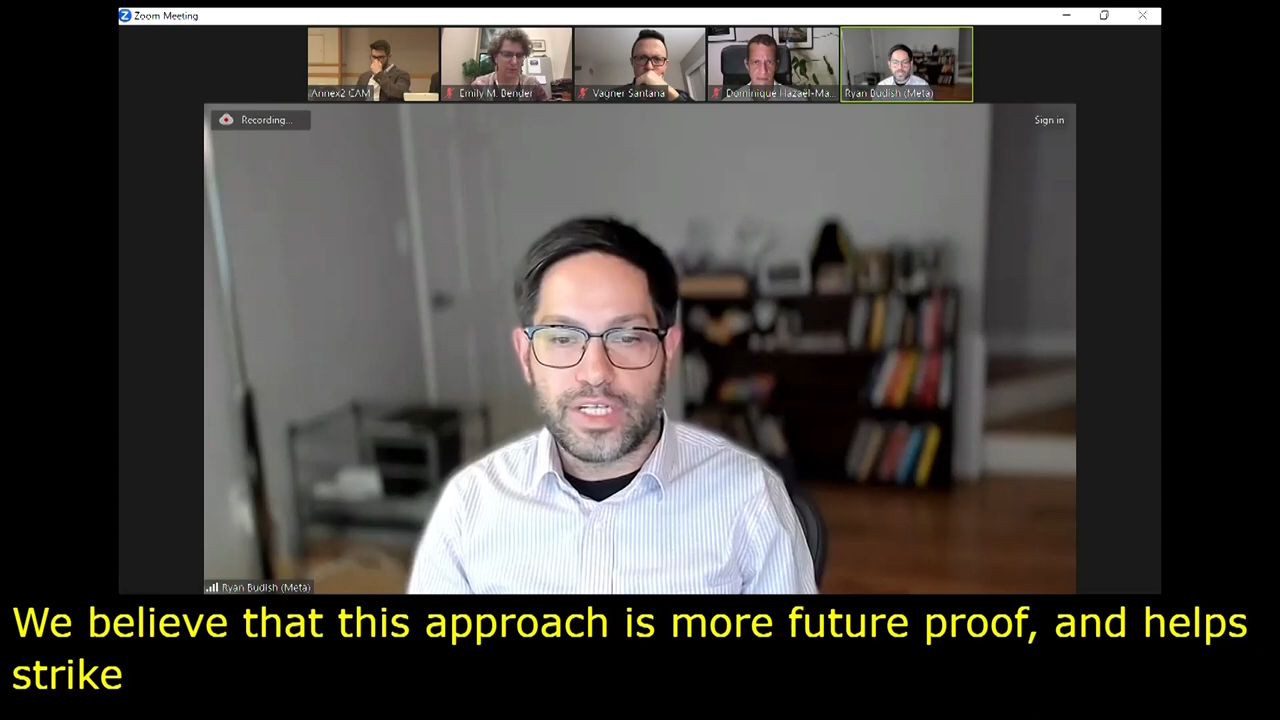 Zoom Meeting
Annex2 CAM
Emily M. Bender
Vagner Santana
Dominique Hazaël-Ma...
Ryan Budish (Meta)
Recording...
Sign in
Ryan Budish (Meta)
We believe that this approach is more future proof, and helps
strike